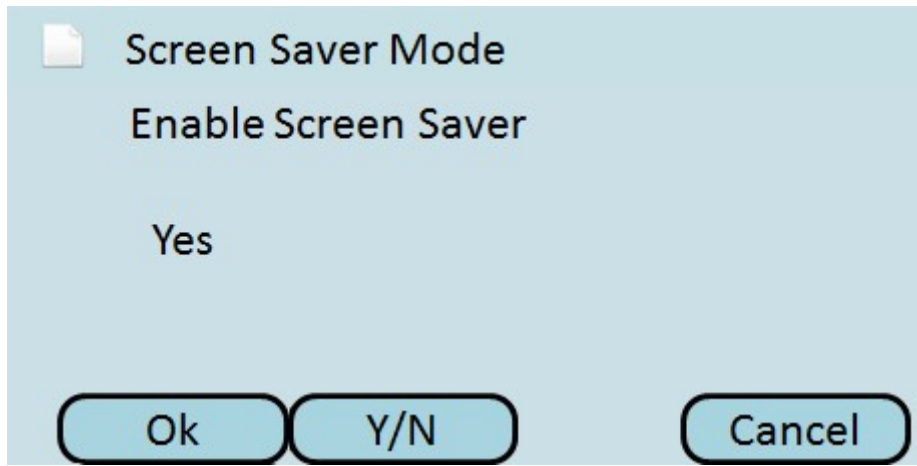 Screen Saver Mode
Enable Screen Saver
Yes
Ok Y/N Cancel